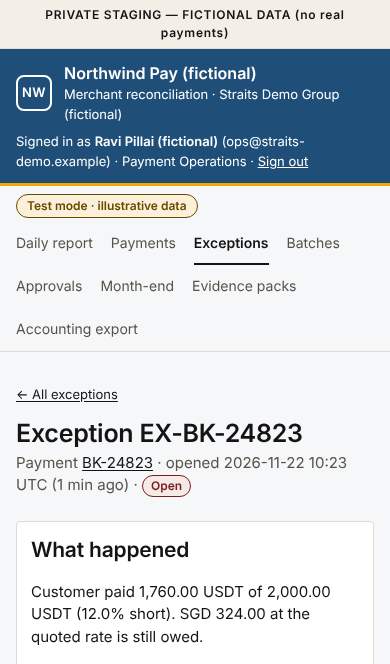 PRIVATE STAGING — FICTIONAL DATA (no real
payments)
NW
Northwind Pay (fictional)
Merchant reconciliation · Straits Demo Group
(fictional)
Signed in as Ravi Pillai (fictional) (ops@straits-
demo.example) · Payment Operations · Sign out
Test mode · illustrative data
Daily report Payments Exceptions Batches
Approvals Month-end Evidence packs
Accounting export
← All exceptions
Exception EX-BK-24823
Payment BK-24823 · opened 2026-11-22 10:23
UTC (1 min ago) · Open
What happened
Customer paid 1,760.00 USDT of 2,000.00
USDT (12.0% short). SGD 324.00 at the
quoted rate is still owed.